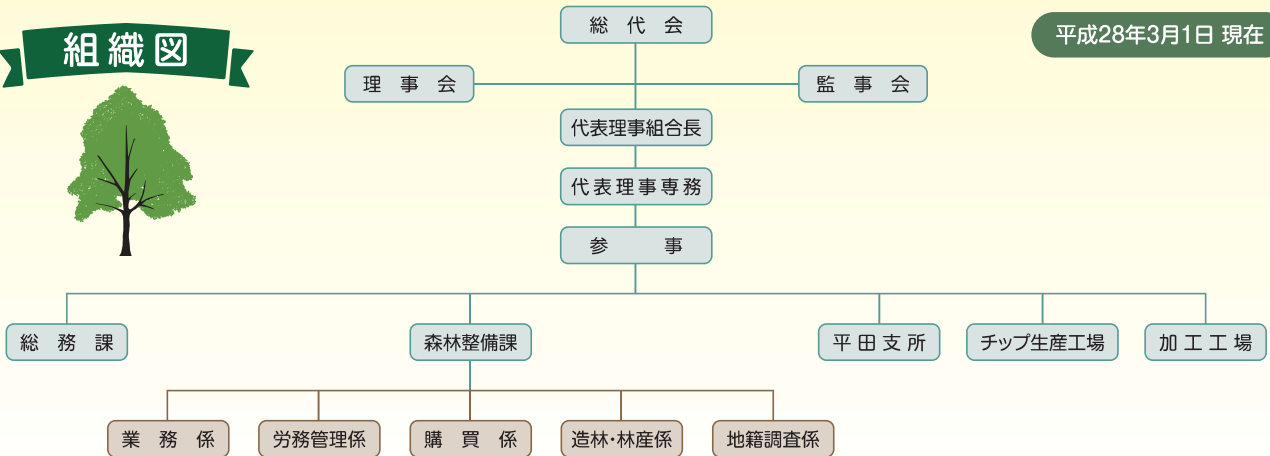 組織図
平成28年3月1日 現在
総代会
理事会
監事会
代表理事組合長
代表理事専務
参事
総務課
森林整備課
平田支所
チップ生産工場
加工工場
業務係
労務管理係
購買係
造林・林産係
地籍調査係